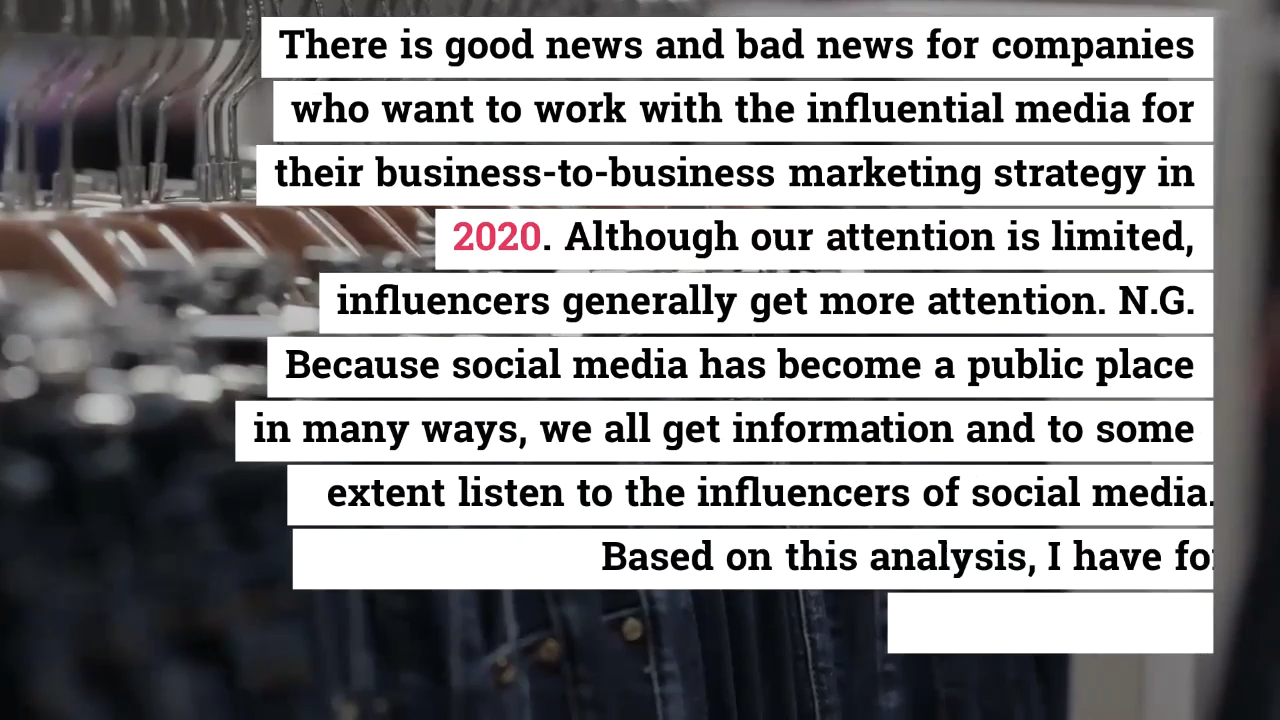 There is good news and bad news for companies
who want to work with the influential media for
their business-to-business marketing strategy in
2020. Although our attention is limited,
influencers generally get more attention. N.G.
Because social media has become a public place
in many ways, we all get information and to some
extent listen to the influencers of social media.
Based on this analysis, I have